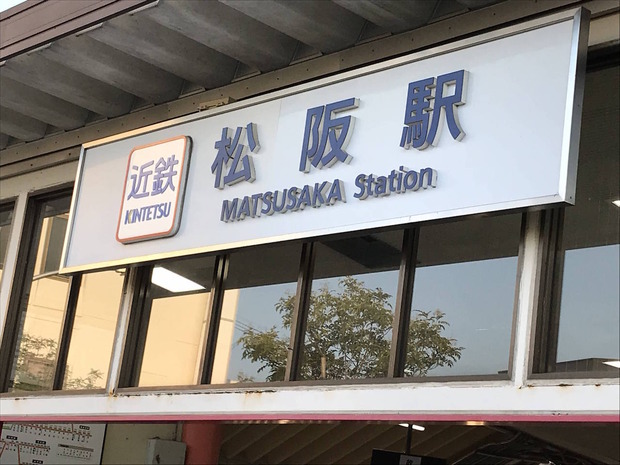 近鉄
KINTETSU
松阪駅
MATSUSAKA Station